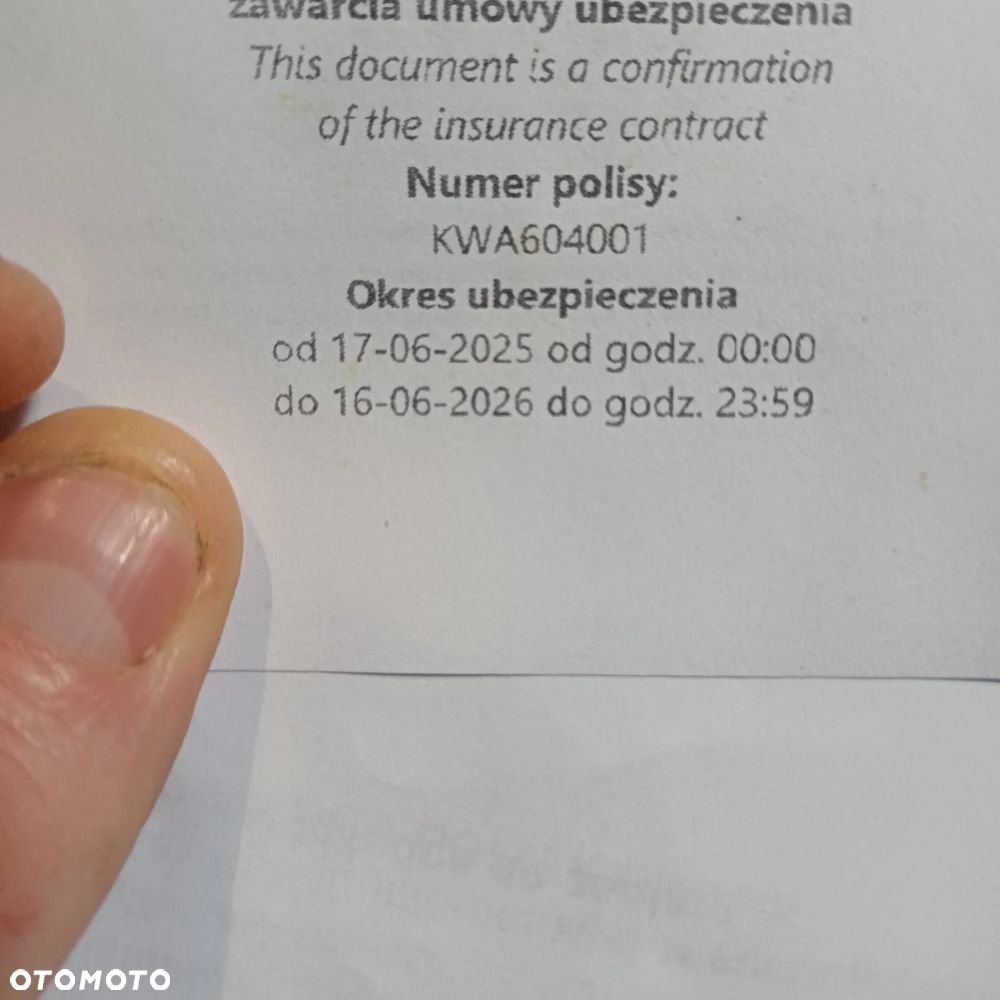 zawarcia umowy ubezpieczenia
This document is a confirmation
of the insurance contract
Numer polisy:
KWA604001
Okres ubezpieczenia
od 17-06-2025 od godz. 00:00
do 16-06-2026 do godz. 23:59
OTOMOTO